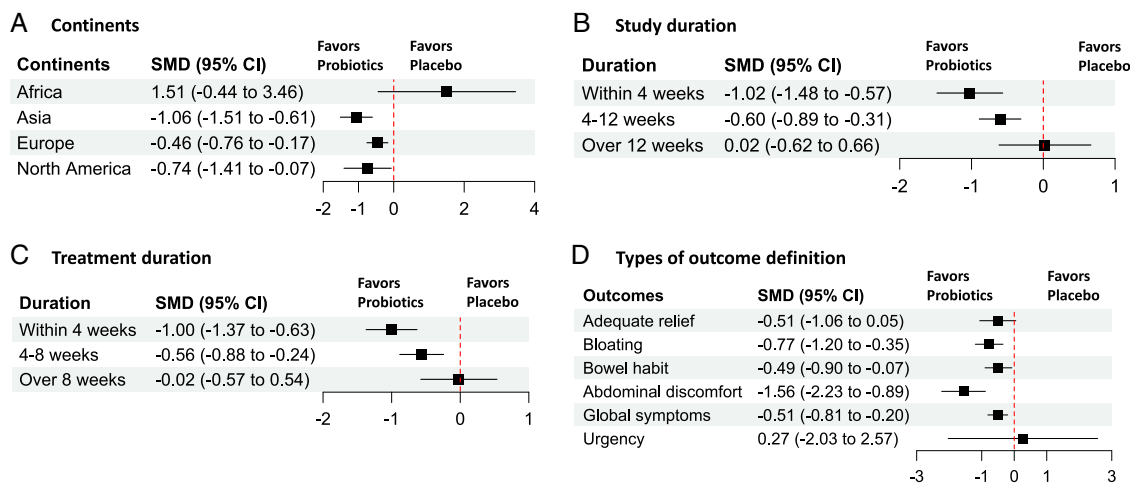 A Continents
Favors Favors
Continents SMD (95% CI) Probiotics Placebo
Africa 1.51 (-0.44 to 3.46)
Asia -1.06 (-1.51 to -0.61)
Europe -0.46 (-0.76 to -0.17)
North America -0.74 (-1.41 to -0.07)
-2 -1 0 2 4
B Study duration
Favors Favors
Duration SMD (95% CI) Probiotics Placebo
Within 4 weeks -1.02 (-1.48 to -0.57)
4-12 weeks -0.60 (-0.89 to -0.31)
Over 12 weeks 0.02 (-0.62 to 0.66)
-2 -1 0 1
C Treatment duration
Favors Favors
Duration SMD (95% CI) Probiotics Placebo
Within 4 weeks -1.00 (-1.37 to -0.63)
4-8 weeks -0.56 (-0.88 to -0.24)
Over 8 weeks -0.02 (-0.57 to 0.54)
-2 -1 0 1
D Types of outcome definition
Favors Favors
Outcomes SMD (95% CI) Probiotics Placebo
Adequate relief -0.51 (-1.06 to 0.05)
Bloating -0.77 (-1.20 to -0.35)
Bowel habit -0.49 (-0.90 to -0.07)
Abdominal discomfort -1.56 (-2.23 to -0.89)
Global symptoms -0.51 (-0.81 to -0.20)
Urgency 0.27 (-2.03 to 2.57)
-3 -1 0 1 3